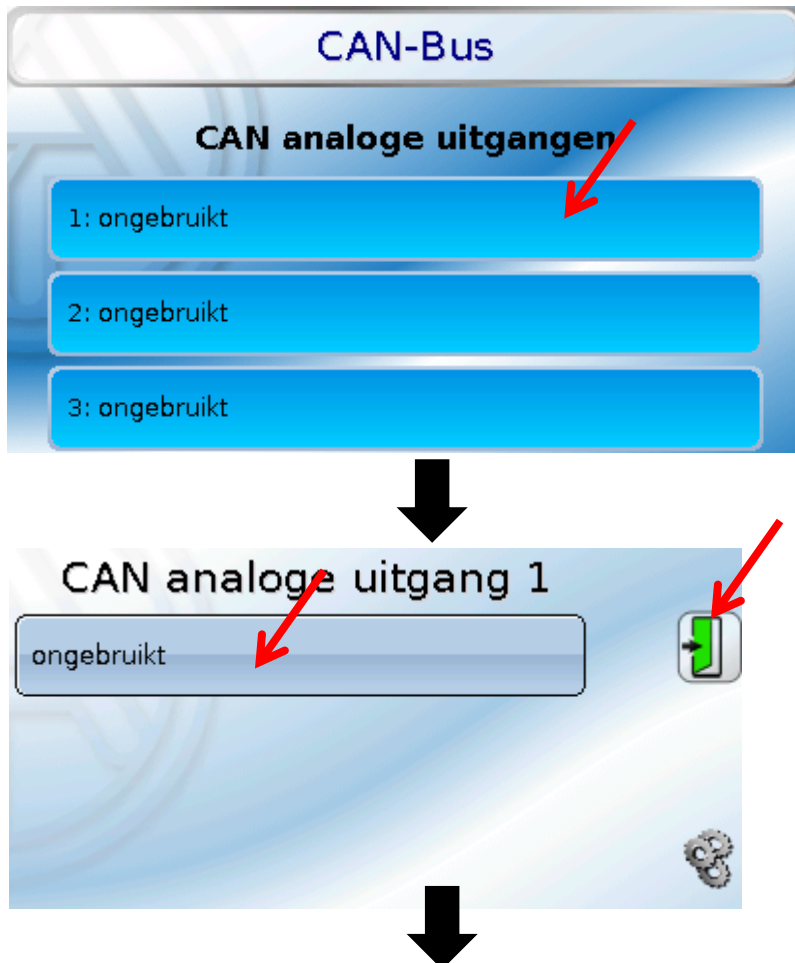 CAN-Bus
CAN analoge uitgangen
1: ongebruikt
2: ongebruikt
3: ongebruikt
CAN analoge uitgang 1
ongebruikt